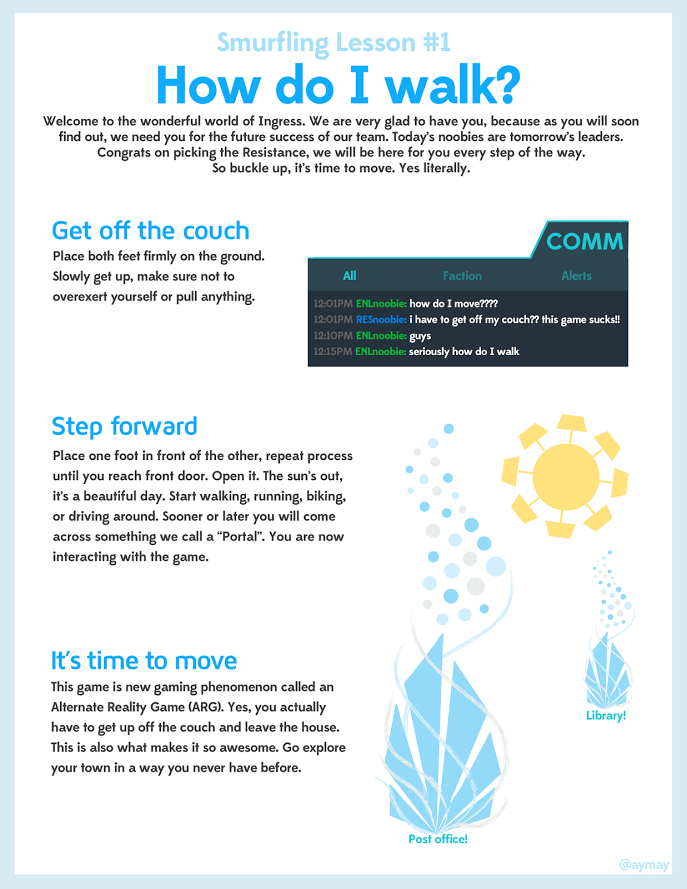 Smurfling Lesson #1
How do I walk?
Welcome to the wonderful world of Ingress. We are very glad to have you, because as you will soon
find out, we need you for the future success of our team. Today's noobies are tomorrow's leaders.
Congrats on picking the Resistance, we will be here for you every step of the way.
So buckle up, it's time to move. Yes literally.
Get off the couch
Place both feet firmly on the ground.
Slowly get up, make sure not to
overexert yourself or pull anything.
COMM
All Faction Alerts
12:01PM ENLnoobie: how do I move????
12:01PM RESnoobie: i have to get off my couch?? this game sucks!!
12:10PM ENLnoobie: guys
12:15PM ENLnoobie: seriously how do I walk
Step forward
Place one foot in front of the other, repeat process
until you reach front door. Open it. The sun's out,
it's a beautiful day. Start walking, running, biking,
or driving around. Sooner or later you will come
across something we call a "Portal". You are now
interacting with the game.
It's time to move
This game is new gaming phenomenon called an
Alternate Reality Game (ARG). Yes, you actually
have to get up off the couch and leave the house.
This is also what makes it so awesome. Go explore
your town in a way you never have before.
Library!
Post office!
@aymay